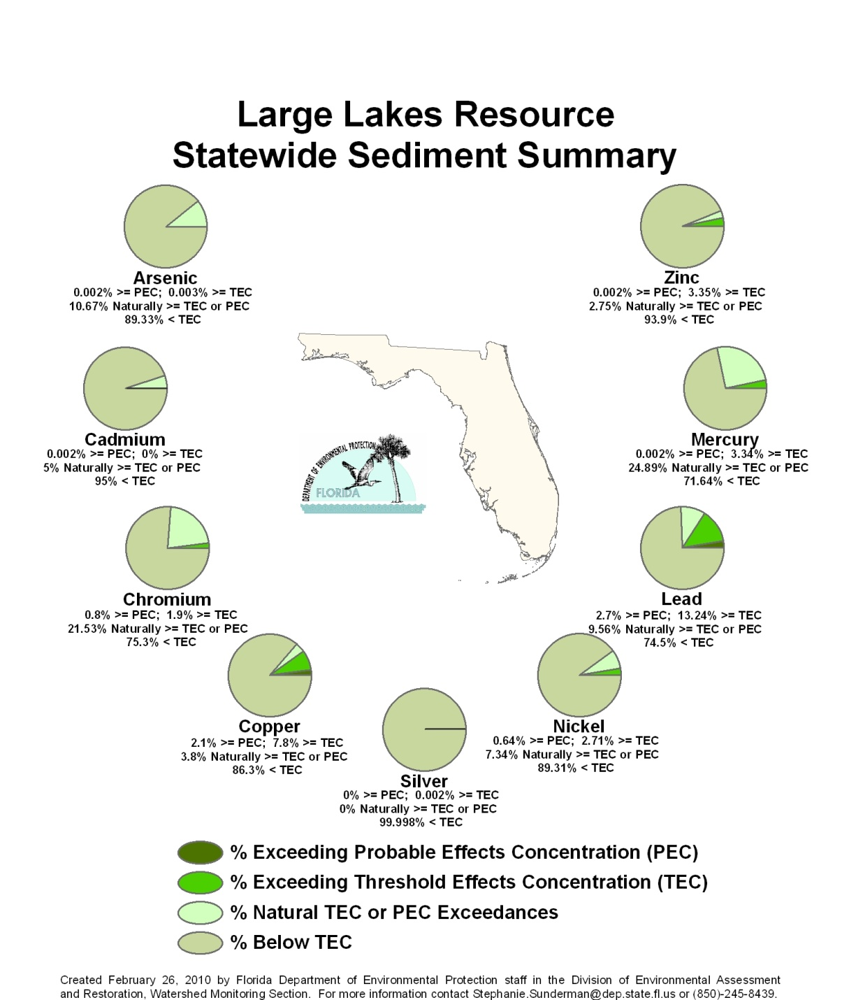 Large Lakes Resource
Statewide Sediment Summary
Arsenic
0.002% >= PEC; 0.003% >= TEC
10.67% Naturally >= TEC or PEC
89.33% < TEC
Zinc
0.002% >= PEC; 3.35% >= TEC
2.75% Naturally >= TEC or PEC
93.9% < TEC
Cadmium
0.002% >= PEC; 0% >= TEC
5% Naturally >= TEC or PEC
95% < TEC
Mercury
0.002% >= PEC; 3.34% >= TEC
24.89% Naturally >= TEC or PEC
71.64% < TEC
DEPARTMENT OF ENVIRONMENTAL PROTECTION
FLORIDA
Chromium
0.8% >= PEC; 1.9% >= TEC
21.53% Naturally >= TEC or PEC
75.3% < TEC
Lead
2.7% >= PEC; 13.24% >= TEC
9.56% Naturally >= TEC or PEC
74.5% < TEC
Copper
2.1% >= PEC; 7.8% >= TEC
3.8% Naturally >= TEC or PEC
86.3% < TEC
Nickel
0.64% >= PEC; 2.71% >= TEC
7.34% Naturally >= TEC or PEC
89.31% < TEC
Silver
0% >= PEC; 0.002% >= TEC
0% Naturally >= TEC or PEC
99.998% < TEC
% Exceeding Probable Effects Concentration (PEC)
% Exceeding Threshold Effects Concentration (TEC)
% Natural TEC or PEC Exceedances
% Below TEC
Created February 26, 2010 by Florida Department of Environmental Protection staff in the Division of Environmental Assessment
and Restoration, Watershed Monitoring Section. For more information contact Stephanie.Sunderman@dep.state.fl.us or (850)-245-8439.